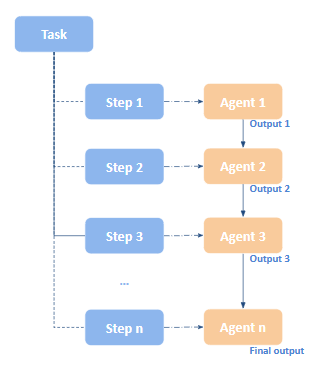 Task
Step 1
Agent 1
Output 1
Step 2
Agent 2
Output 2
Step 3
Agent 3
Output 3
...
Step n
Agent n
Final output